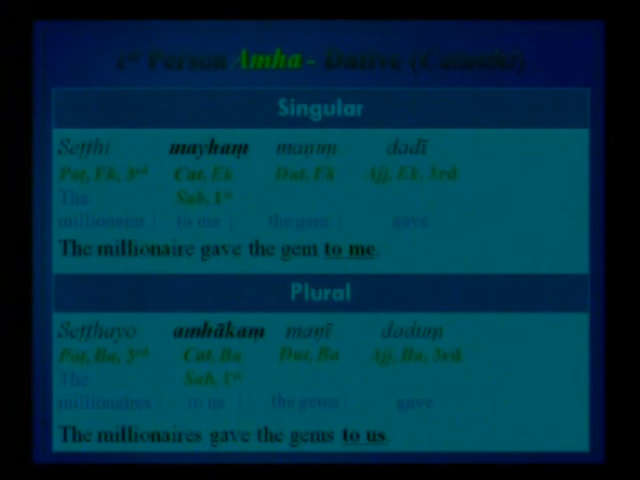 1st Person Amha - Dative (Catutthi)
Singular
Seṭṭhi mayhaṃ maṇiṃ dadī
Paṭ, Ek, 3rd Cat, Ek Dut, Ek Ajj, Ek, 3rd
The Sab, 1st
millionaire | to me | the gem | gave
The millionaire gave the gem to me.
Plural
Seṭṭhayo amhākaṃ maṇī daduṃ
Paṭ, Ba, 3rd Cat, Ba Dut, Ba Ajj, Ba, 3rd
The Sab, 1st
millionaires | to us | the gems | gave
The millionaires gave the gems to us.